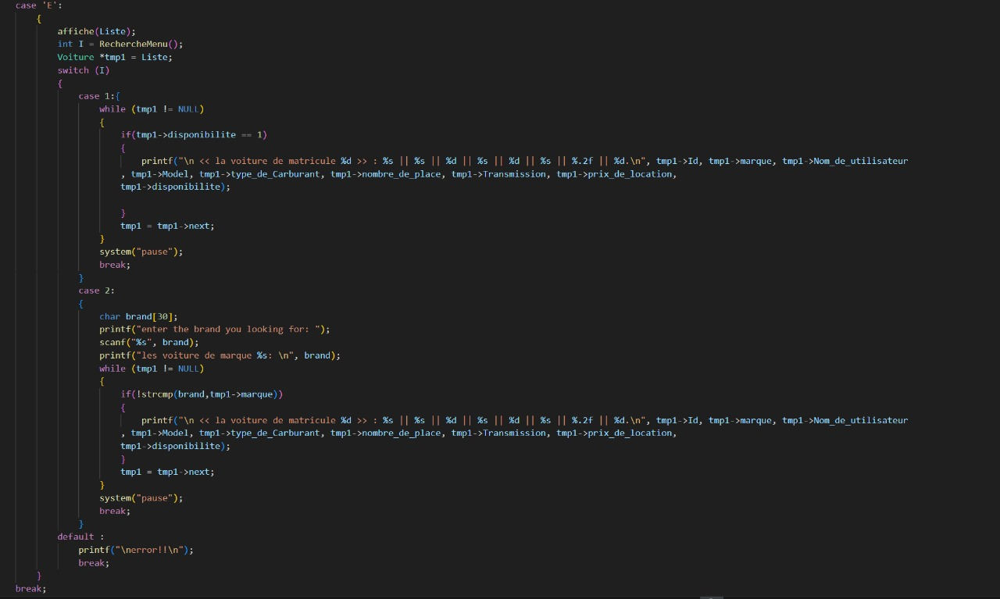 case 'E':
{
affiche(Liste);
int I = RechercheMenu();
Voiture *tmp1 = Liste;
switch (I)
{
case 1:{
while (tmp1 != NULL)
{
if(tmp1->disponibilite == 1)
{
printf("\n << la voiture de matricule %d >> : %s || %s || %d || %s || %d || %s || %.2f || %d.\n", tmp1->Id, tmp1->marque, tmp1->Nom_de_utilisateur
, tmp1->Model, tmp1->type_de_Carburant, tmp1->nombre_de_place, tmp1->Transmission, tmp1->prix_de_location,
tmp1->disponibilite);
}
tmp1 = tmp1->next;
}
system("pause");
break;
}
case 2:
{
char brand[30];
printf("enter the brand you looking for: ");
scanf("%s", brand);
printf("les voiture de marque %s: \n", brand);
while (tmp1 != NULL)
{
if(!strcmp(brand,tmp1->marque))
{
printf("\n << la voiture de matricule %d >> : %s || %s || %d || %s || %d || %s || %.2f || %d.\n", tmp1->Id, tmp1->marque, tmp1->Nom_de_utilisateur
, tmp1->Model, tmp1->type_de_Carburant, tmp1->nombre_de_place, tmp1->Transmission, tmp1->prix_de_location,
tmp1->disponibilite);
}
tmp1 = tmp1->next;
}
system("pause");
break;
}
default :
printf("\nerror!!\n");
break;
}
break;